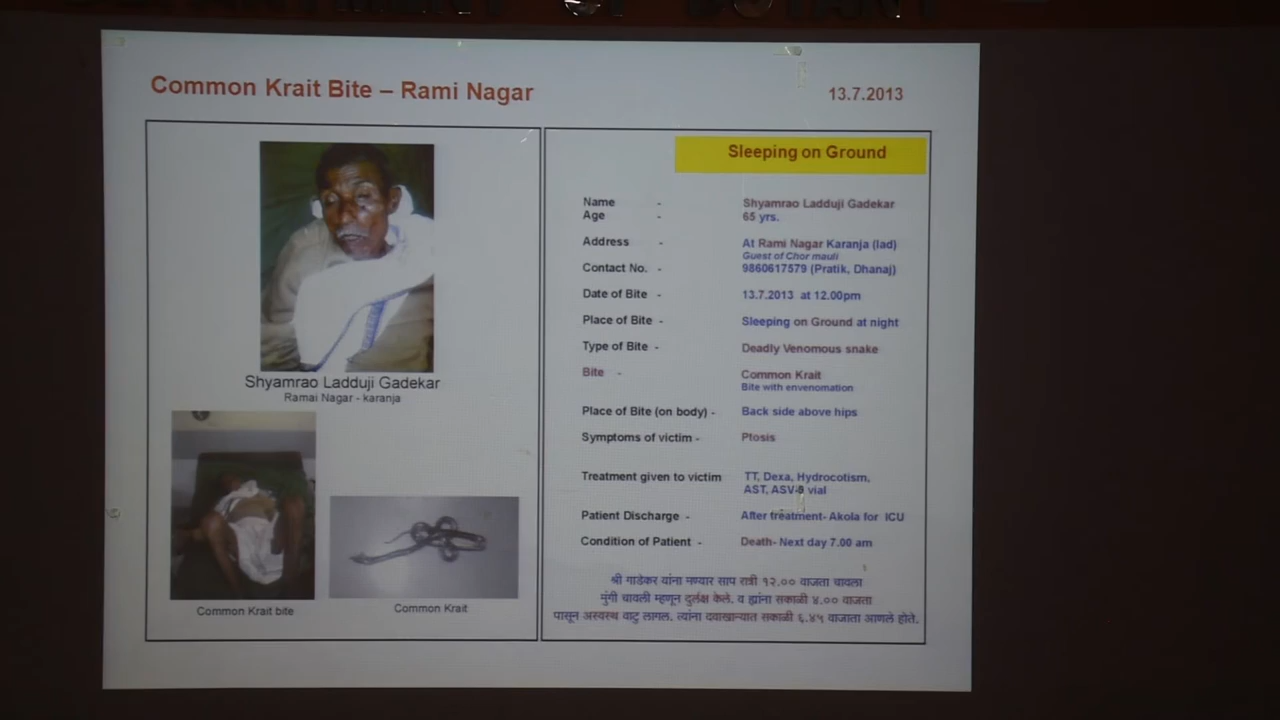 Common Krait Bite – Rami Nagar
13.7.2013
Shyamrao Ladduji Gadekar
Ramai Nagar - karanja
Common Krait bite
Common Krait
Sleeping on Ground
Name - Shyamrao Ladduji Gadekar
Age - 65 yrs.
Address - At Rami Nagar Karanja (lad)
Guest of Chor mauli
Contact No. - 9860617579 (Pratik, Dhanaj)
Date of Bite - 13.7.2013 at 12.00pm
Place of Bite - Sleeping on Ground at night
Type of Bite - Deadly Venomous snake
Bite - Common Krait
Bite with envenomation
Place of Bite (on body) - Back side above hips
Symptoms of victim - Ptosis
Treatment given to victim TT, Dexa, Hydrocotism,
AST, ASV- vial
Patient Discharge - After treatment- Akola for ICU
Condition of Patient - Death- Next day 7.00 am
श्री गाडेकर यांना मण्यार साप रात्री १२.०० वाजता चावला
मुंगी चावली म्हणून दुर्लक्ष केले. व ह्यांना सकाळी ४.०० वाजता
पासून अस्वस्थ वाटु लागल. त्यांना दवाखान्यात सकाळी ६.४५ वाजाता आणले होते.